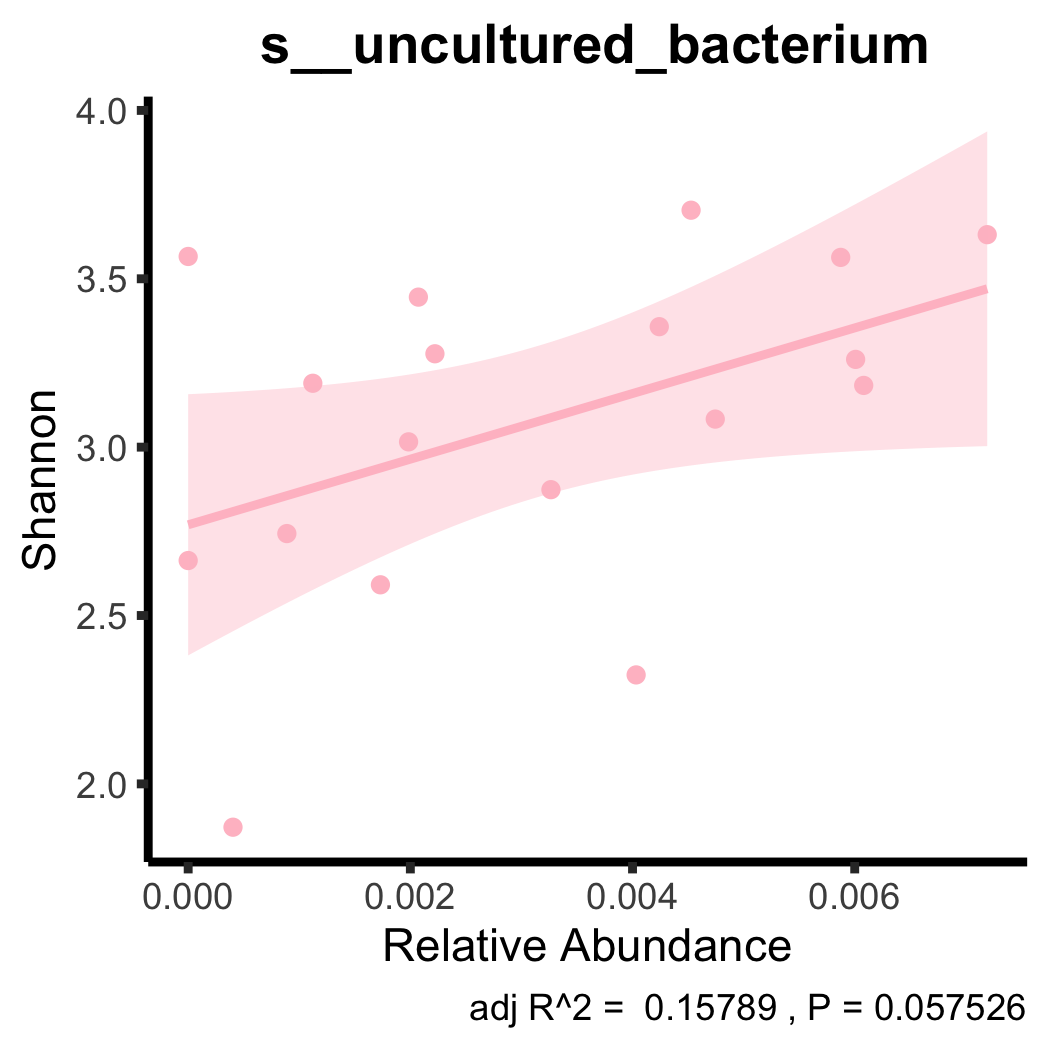 s__uncultured_bacterium
4.0
3.5
3.0
2.5
2.0
Shannon
0.000 0.002 0.004 0.006
Relative Abundance
adj R^2 =  0.15789 , P = 0.057526